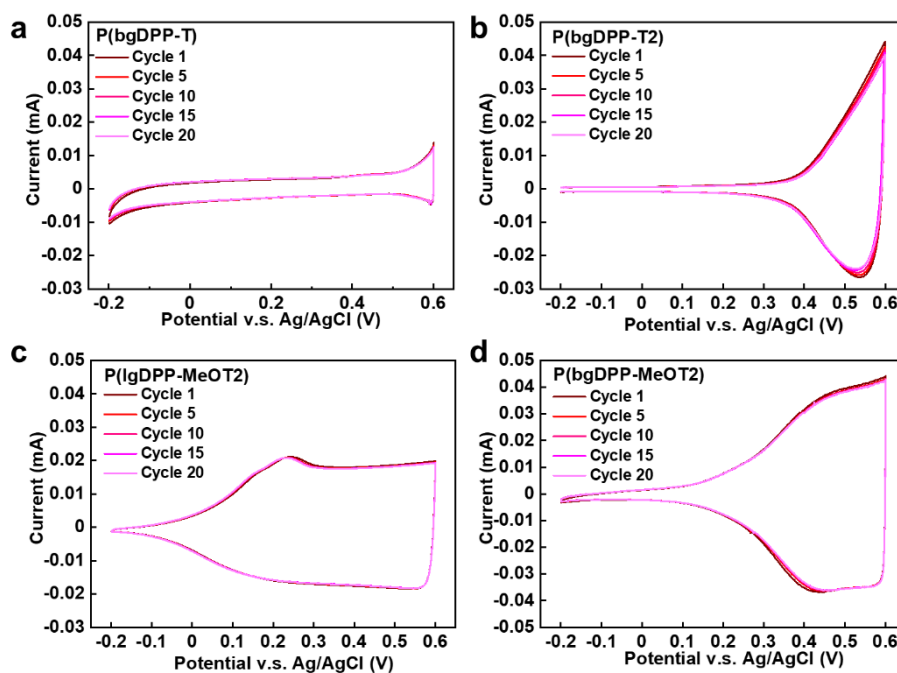 a
P(bgDPP-T)
Cycle 1
Cycle 5
Cycle 10
Cycle 15
Cycle 20
0.05
0.04
0.03
0.02
0.01
0
-0.01
-0.02
-0.03
Current (mA)
-0.2 0 0.2 0.4 0.6
Potential v.s. Ag/AgCl (V)
b
P(bgDPP-T2)
Cycle 1
Cycle 5
Cycle 10
Cycle 15
Cycle 20
0.05
0.04
0.03
0.02
0.01
0
-0.01
-0.02
-0.03
Current (mA)
-0.2 -0.1 0 0.1 0.2 0.3 0.4 0.5 0.6
Potential v.s. Ag/AgCl (V)
c
P(lgDPP-MeOT2)
Cycle 1
Cycle 5
Cycle 10
Cycle 15
Cycle 20
0.05
0.04
0.03
0.02
0.01
0
-0.01
-0.02
-0.03
Current (mA)
-0.2 -0.1 0 0.1 0.2 0.3 0.4 0.5 0.6
Potential v.s. Ag/AgCl (V)
d
P(bgDPP-MeOT2)
Cycle 1
Cycle 5
Cycle 10
Cycle 15
Cycle 20
0.05
0.04
0.03
0.02
0.01
0
-0.01
-0.02
-0.03
-0.04
-0.05
Current (mA)
-0.2 -0.1 0 0.1 0.2 0.3 0.4 0.5 0.6
Potential v.s. Ag/AgCl (V)